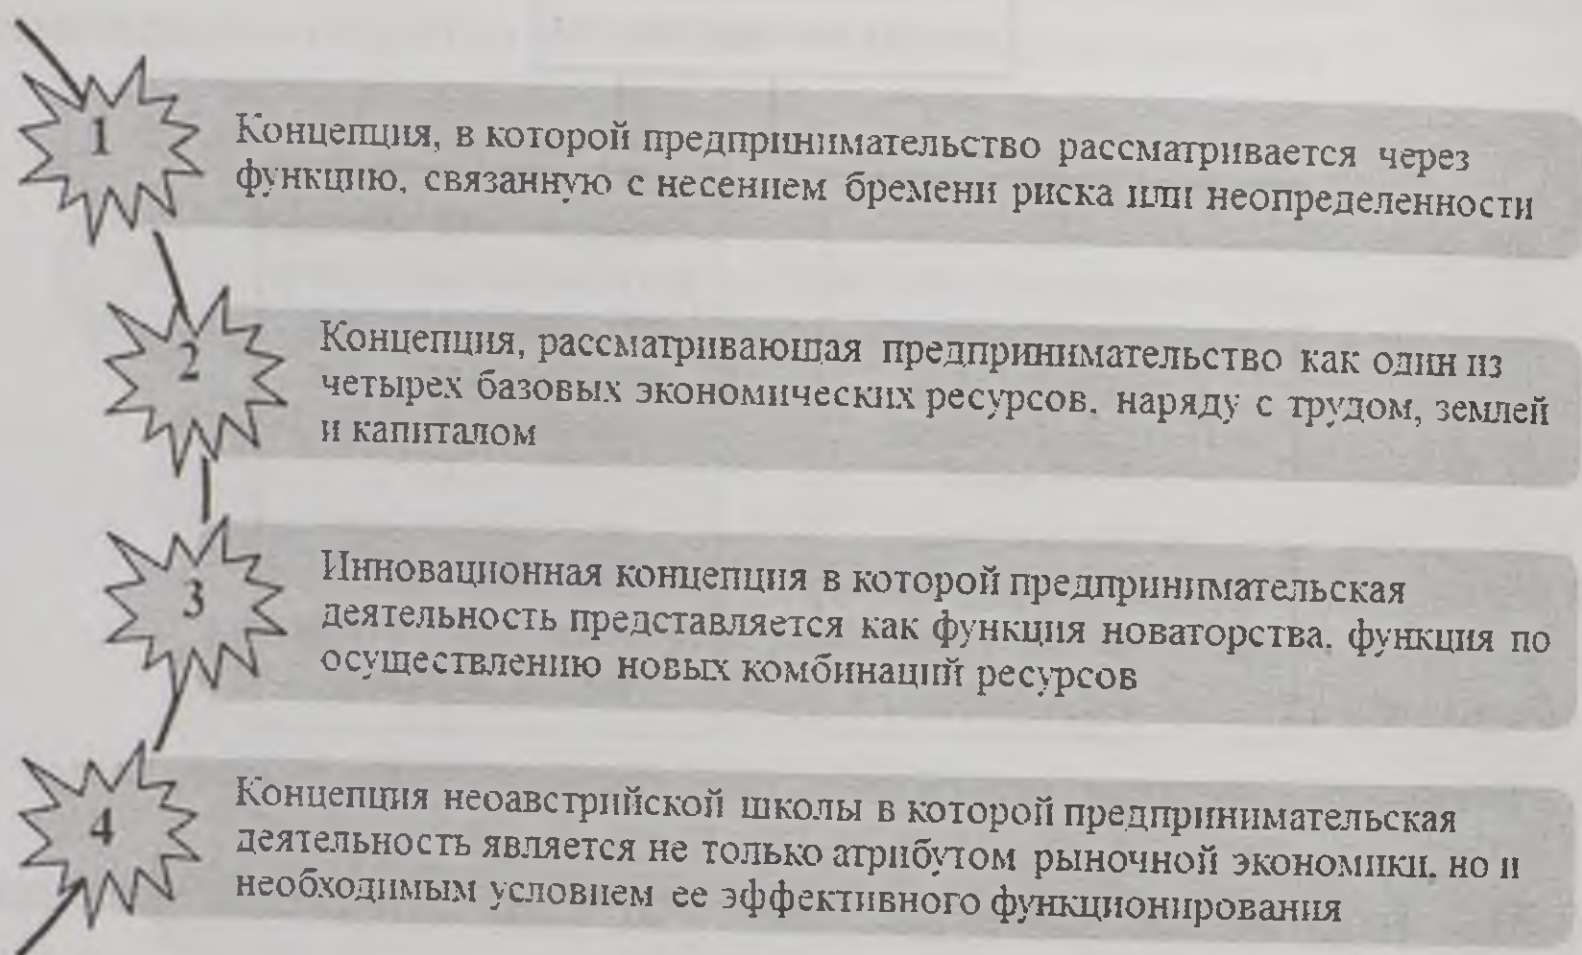 1
Концепция, в которой предпринимательство рассматривается через
функцию, связанную с несением бремени риска или неопределенности
2
Концепция, рассматривающая предпринимательство как один из
четырех базовых экономических ресурсов, наряду с трудом, землей
и капиталом
3
Инновационная концепция в которой предпринимательская
деятельность представляется как функция новаторства, функция по
осуществлению новых комбинаций ресурсов
4
Концепция неоавстрийской школы в которой предпринимательская
деятельность является не только атрибутом рыночной экономики, но и
необходимым условием ее эффективного функционирования